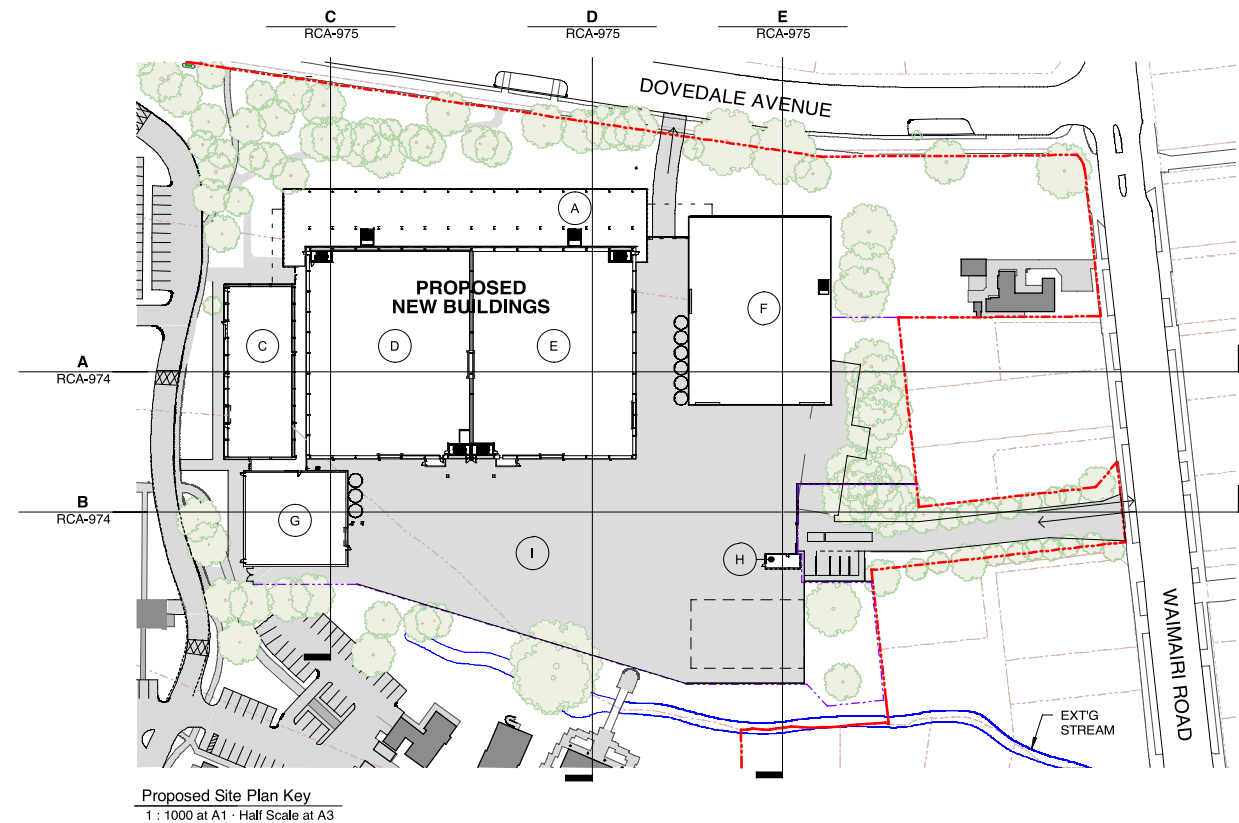 C
RCA-975
D
RCA-975
E
RCA-975
DOVEDALE AVENUE
A
PROPOSED
NEW BUILDINGS
F
C
D
E
A
RCA-974
B
RCA-974
G
I
H
WAIMAIRI ROAD
EXT'G
STREAM
Proposed Site Plan Key
1 : 1000 at A1 · Half Scale at A3